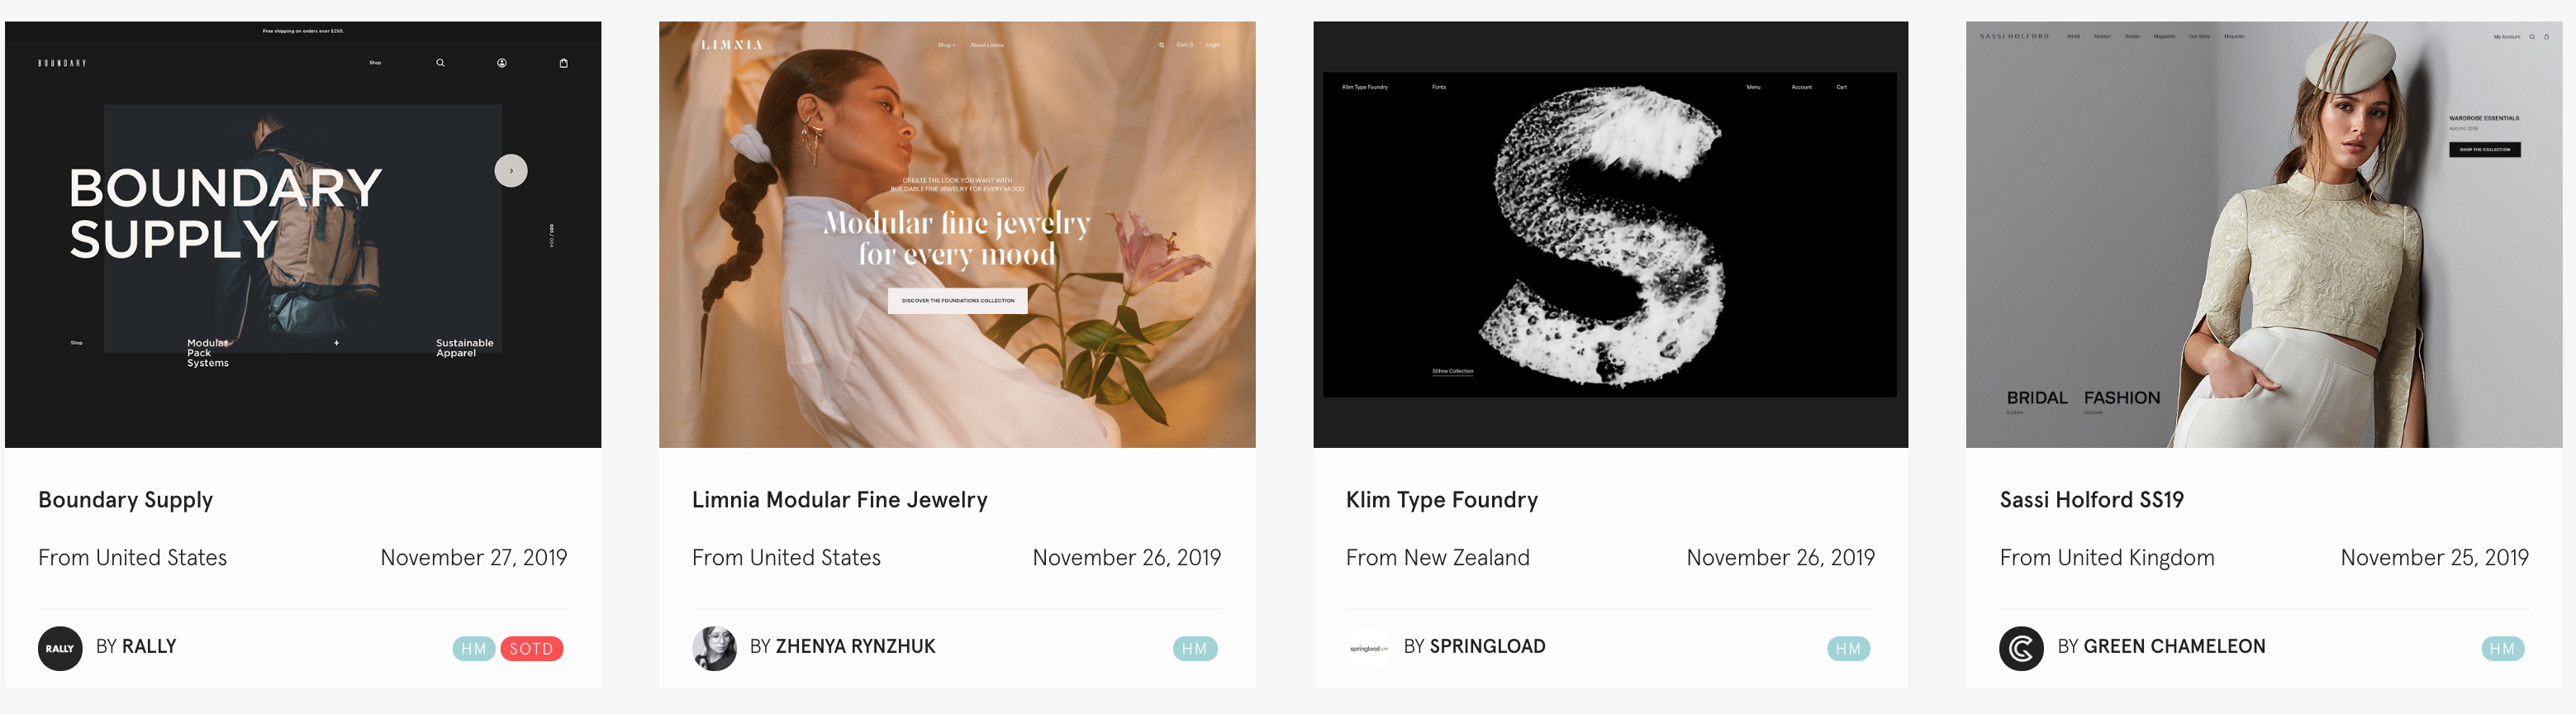 Free shipping on orders over $250.
BOUNDARY
Shop
BOUNDARY
SUPPLY
Shop
Modular
Pack
Systems
+
Sustainable
Apparel
Boundary Supply
From United States
November 27, 2019
RALLY
BY RALLY
HM
SOTD
LIMNIA
Shop +
About Limnia
Cart 0
Login
CREATE THE LOOK YOU WANT WITH
BUILDABLE FINE JEWELRY FOR EVERY MOOD
Modular fine jewelry
for every mood
DISCOVER THE FOUNDATIONS COLLECTION
Limnia Modular Fine Jewelry
From United States
November 26, 2019
BY ZHENYA RYNZHUK
HM
Klim Type Foundry
Fonts
Menu
Account
Cart
S
Söhne Collection
Klim Type Foundry
From New Zealand
November 26, 2019
springload UP
BY SPRINGLOAD
HM
SASSI HOLFORD
Bridal
Fashion
Stories
Magazine
Our Store
Enquiries
My Account
WARDROBE ESSENTIALS
Autumn 2019
SHOP THE COLLECTION
BRIDAL
Explore
FASHION
Discover
Sassi Holford SS19
From United Kingdom
November 25, 2019
BY GREEN CHAMELEON
HM